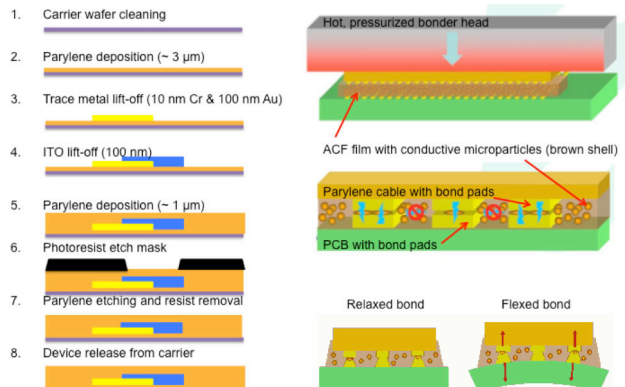 1. Carrier wafer cleaning
2. Parylene deposition (~ 3 µm)
3. Trace metal lift-off (10 nm Cr & 100 nm Au)
4. ITO lift-off (100 nm)
5. Parylene deposition (~ 1 µm)
6. Photoresist etch mask
7. Parylene etching and resist removal
8. Device release from carrier
Hot, pressurized bonder head
ACF film with conductive microparticles (brown shell)
Parylene cable with bond pads
PCB with bond pads
Relaxed bond
Flexed bond